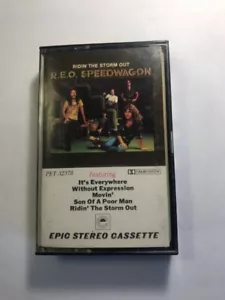 RIDIN THE STORM OUT
R.E.O. SPEEDWAGON
PET 32378
featuring
It's Everywhere
Without Expression
Movin'
Son Of A Poor Man
Ridin' The Storm Out
EPIC STEREO CASSETTE